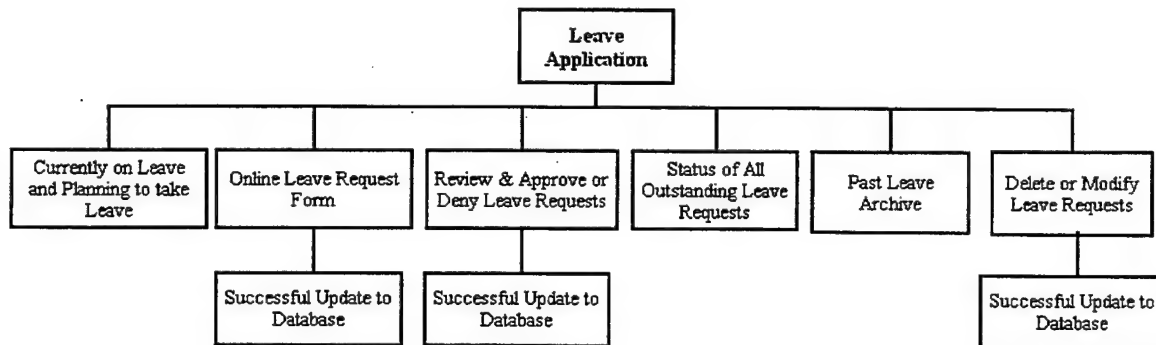 Leave
Application
Currently on Leave
and Planning to take
Leave
Online Leave Request
Form
Review & Approve or
Deny Leave Requests
Status of All
Outstanding Leave
Requests
Past Leave
Archive
Delete or Modify
Leave Requests
Successful Update to
Database
Successful Update to
Database
Successful Update to
Database